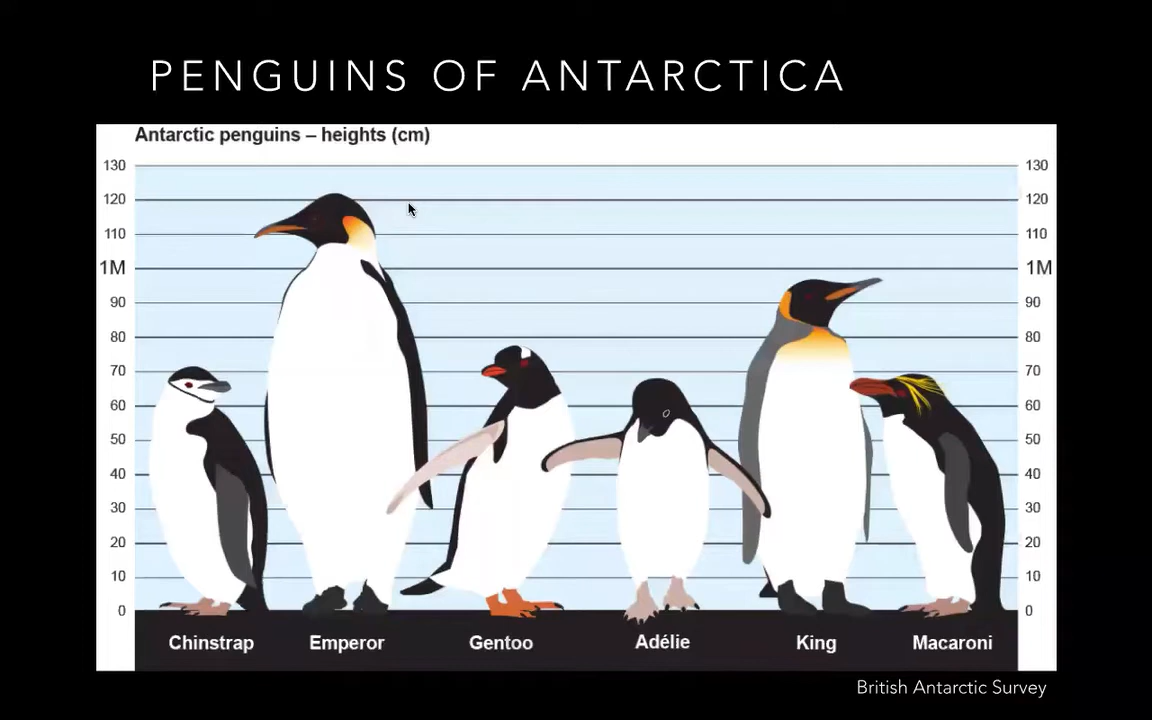 PENGUINS OF ANTARCTICA
Antarctic penguins – heights (cm)
130 130
120 120
110 110
1M 1M
90 90
80 80
70 70
60 60
50 50
40 40
30 30
20 20
10 10
0 0
Chinstrap Emperor Gentoo Adélie King Macaroni
British Antarctic Survey